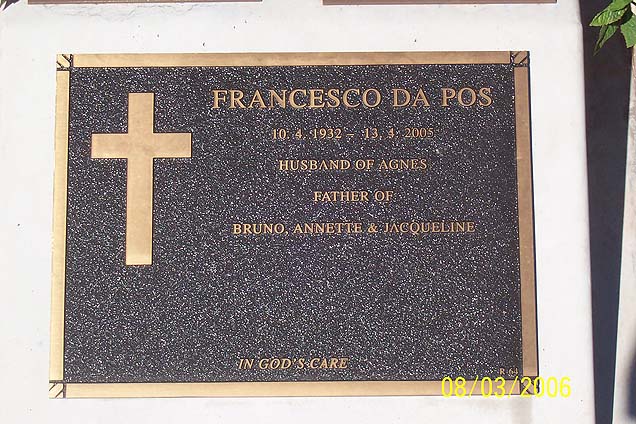 FRANCESCO DA POS
10. 4. 1932 – 13. 3. 2005
HUSBAND OF AGNES
FATHER OF
BRUNO, ANNETTE & JACQUELINE
IN GOD'S CARE
R 64
08/03/2006